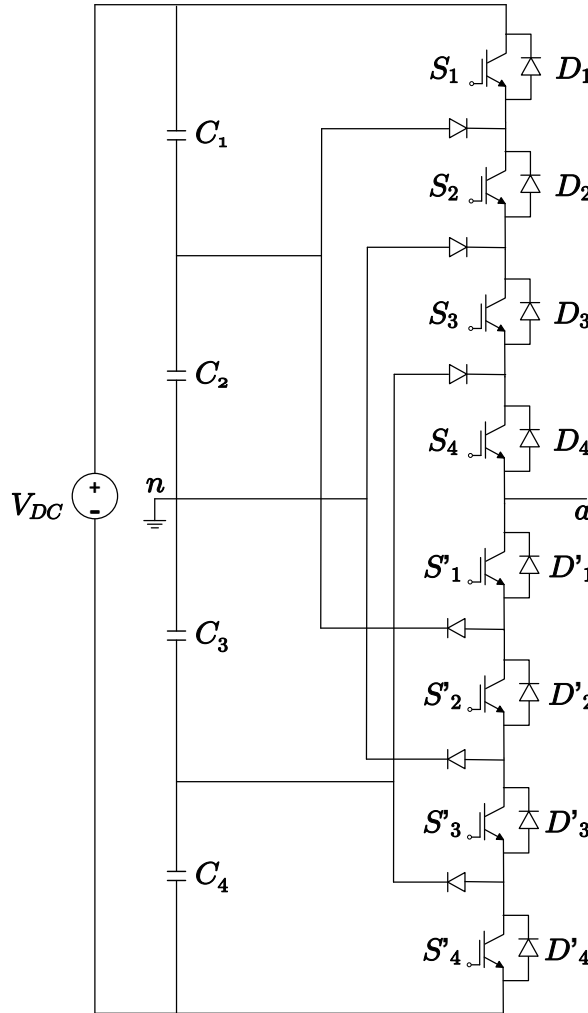 S₁ D₁
C₁
S₂ D₂
S₃ D₃
C₂
S₄ D₄
+
V_DC n a
-
S'₁ D'₁
C₃
S'₂ D'₂
S'₃ D'₃
C₄
S'₄ D'₄